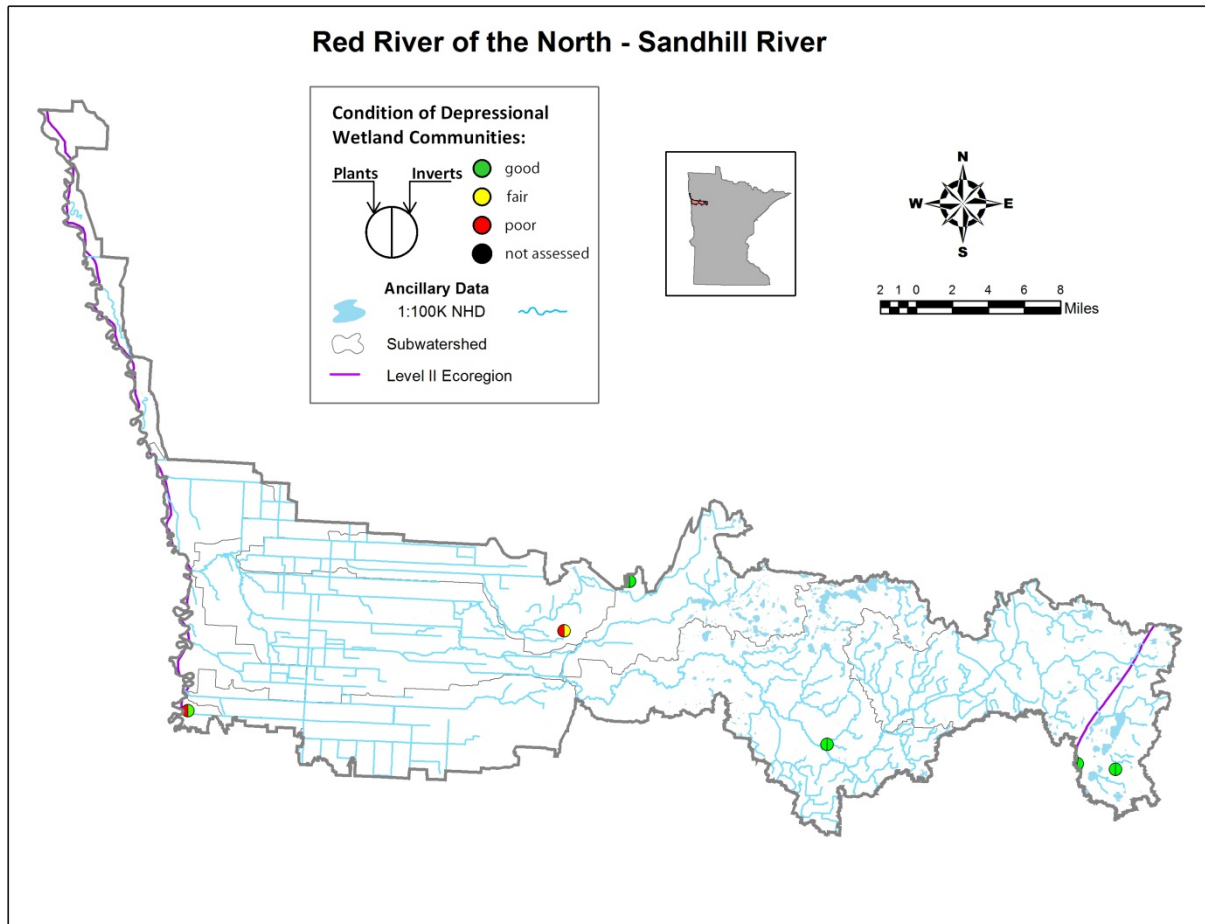 Red River of the North - Sandhill River
Condition of Depressional
Wetland Communities:
Plants
Inverts
good
fair
poor
not assessed
Ancillary Data
1:100K NHD
Subwatershed
Level II Ecoregion
N
W
E
S
2 1 0 2 4 6 8
Miles